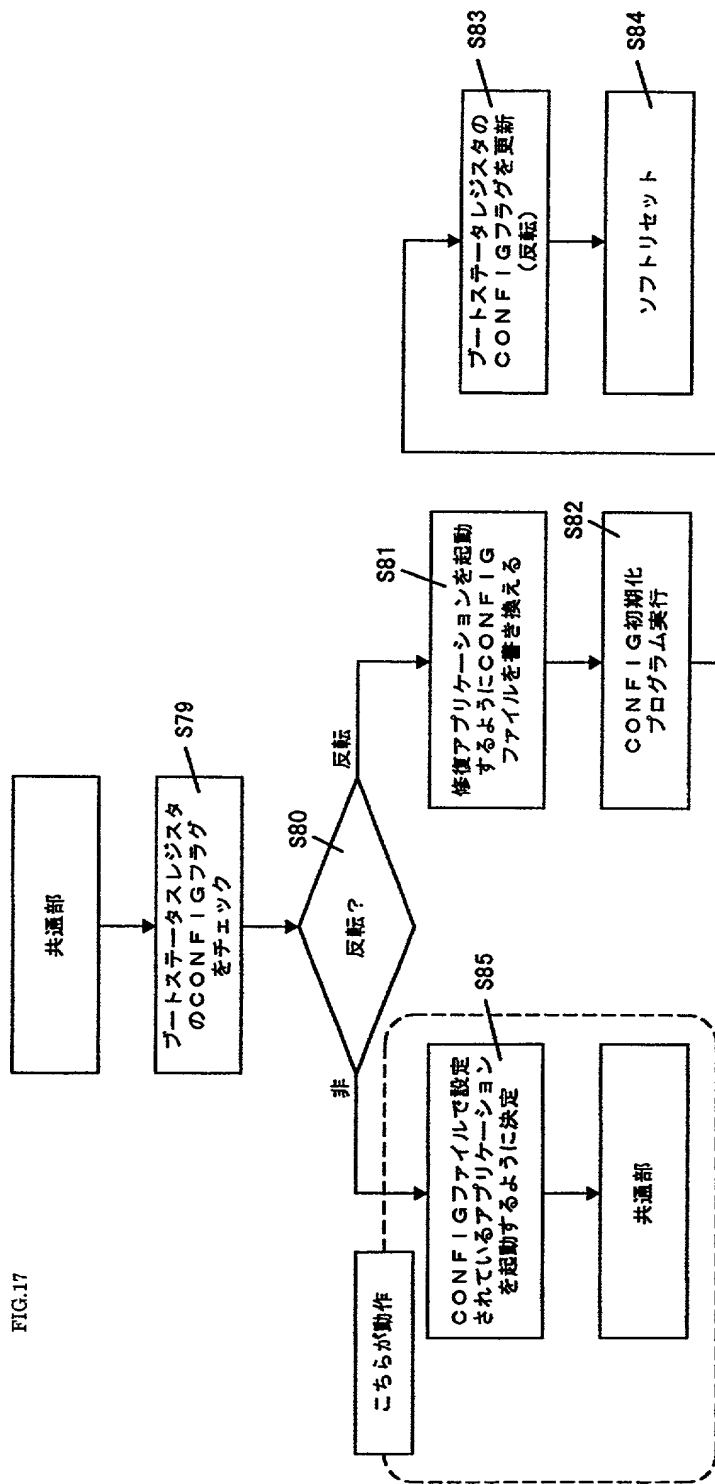 FIG.17
共通部
S79
ブートステータスレジスタ
のCONFIGフラグ
をチェック
S80
反転？
非
反転
こちらが動作
S85
CONFIGファイルで設定
されているアプリケーション
を起動するように決定
共通部
S81
修復アプリケーションを起動
するようにCONFIG
ファイルを書き換える
S82
CONFIG初期化
プログラム実行
S83
ブートステータレジスタの
CONFIGフラグを更新
（反転）
S84
ソフトリセット